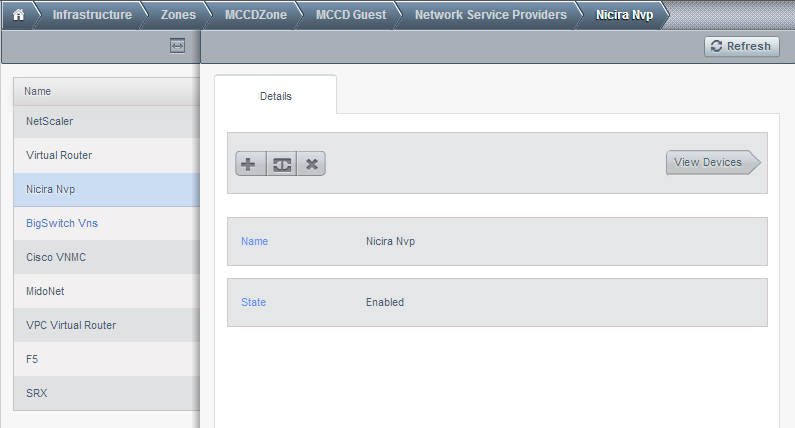 Infrastructure Zones MCCDZone MCCD Guest Network Service Providers Nicira Nvp
Refresh
Name
NetScaler
Virtual Router
Nicira Nvp
BigSwitch Vns
Cisco VNMC
MidoNet
VPC Virtual Router
F5
SRX
Details
View Devices
Name Nicira Nvp
State Enabled